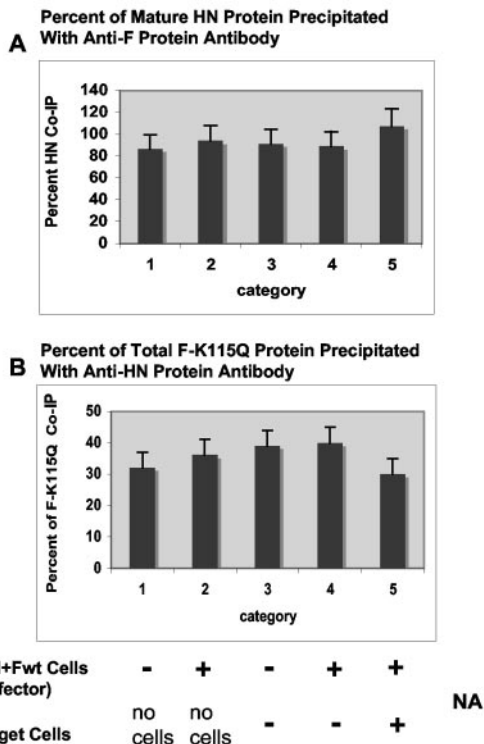 Percent of Mature HN Protein Precipitated
A With Anti-F Protein Antibody
Percent HN Co-IP
140
120
100
80
60
40
20
0
1 2 3 4 5
category
Percent of Total F-K115Q Protein Precipitated
B With Anti-HN Protein Antibody
Percent of F-K115Q Co-IP
50
40
30
20
10
0
1 2 3 4 5
category
+Fwt Cells - + - + +
fector) NA
no no
get Cells cells cells - - +